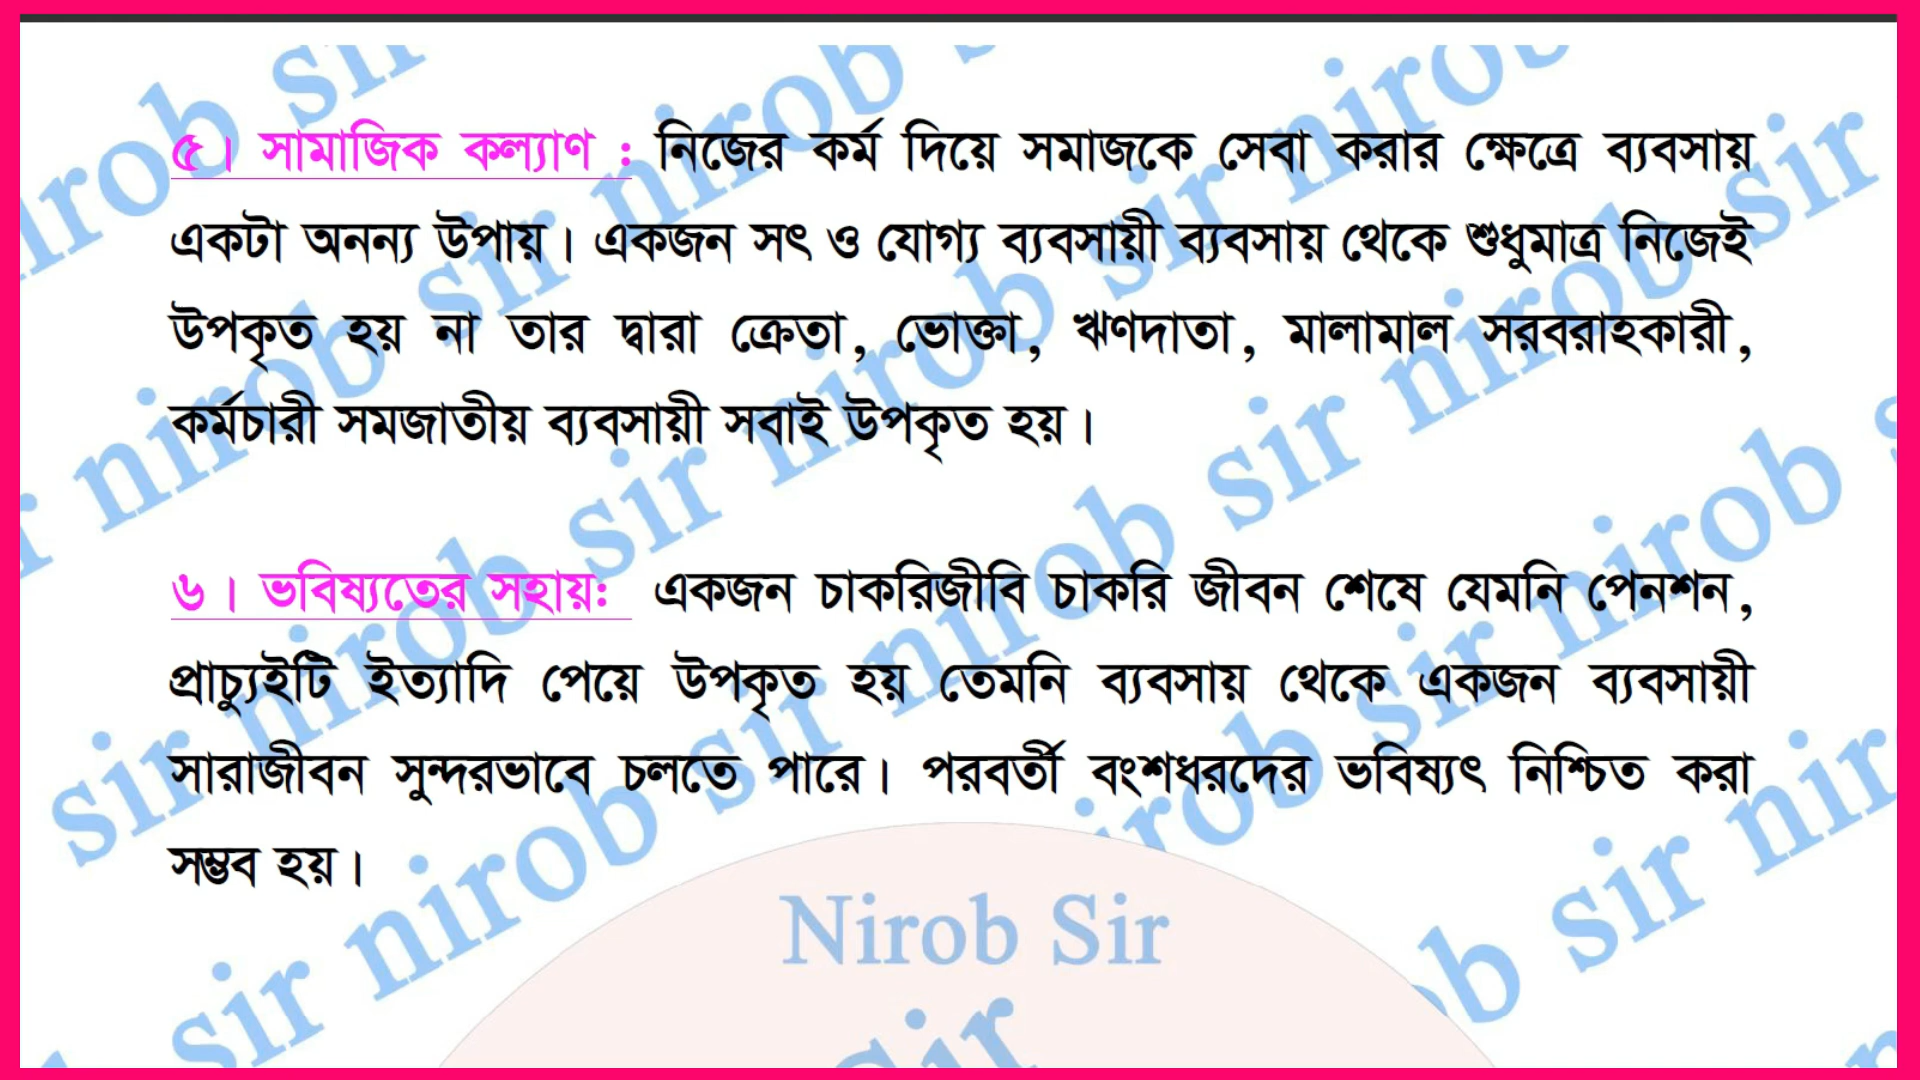 ৫। সামাজিক কল্যাণ : নিজের কর্ম দিয়ে সমাজকে সেবা করার ক্ষেত্রে ব্যবসায়
একটা অনন্য উপায়। একজন সৎ ও যোগ্য ব্যবসায়ী ব্যবসায় থেকে শুধুমাত্র নিজেই
উপকৃত হয় না তার দ্বারা ক্রেতা, ভোক্তা, ঋণদাতা, মালামাল সরবরাহকারী,
কর্মচারী সমজাতীয় ব্যবসায়ী সবাই উপকৃত হয়।
৬। ভবিষ্যতের সহায়: একজন চাকরিজীবি চাকরি জীবন শেষে যেমনি পেনশন,
প্রাচ্যুইটি ইত্যাদি পেয়ে উপকৃত হয় তেমনি ব্যবসায় থেকে একজন ব্যবসায়ী
সারাজীবন সুন্দরভাবে চলতে পারে। পরবর্তী বংশধরদের ভবিষ্যৎ নিশ্চিত করা
সম্ভব হয়।
Nirob Sir
Sir